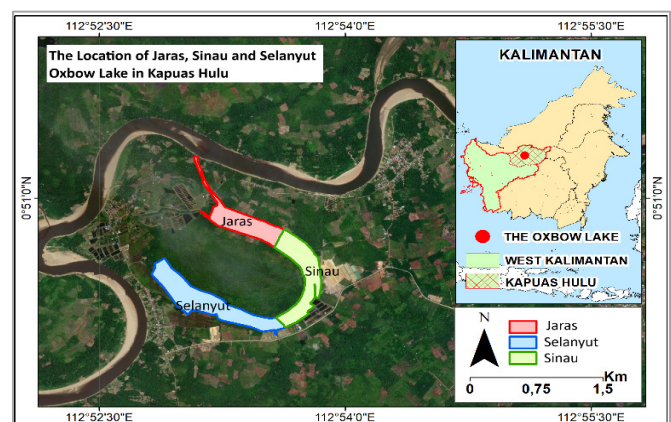 112°52'30"E 112°54'0"E 112°55'30"E
The Location of Jaras, Sinau and Selanyut
Oxbow Lake in Kapuas Hulu
KALIMANTAN
0°51'0"N
0°51'0"N
Jaras
Sinau
Selanyut
THE OXBOW LAKE
WEST KALIMANTAN
KAPUAS HULU
N
Jaras
Selanyut
Sinau
Km
0 0,75 1,5
112°52'30"E 112°54'0"E 112°55'30"E